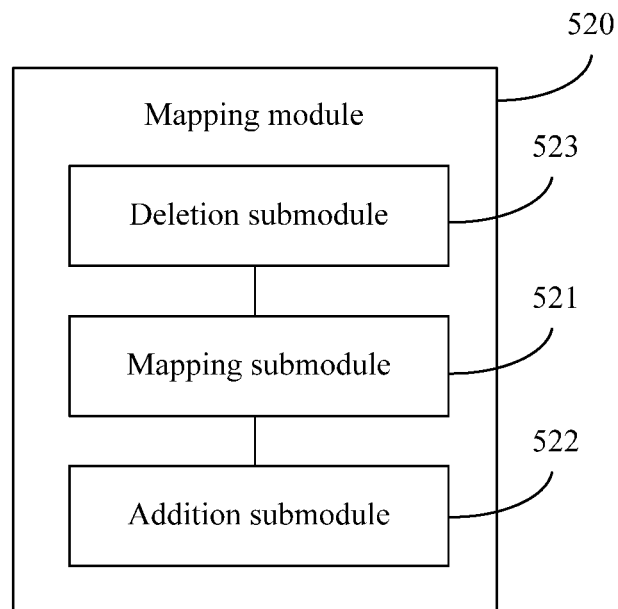 520
Mapping module
523
Deletion submodule
521
Mapping submodule
522
Addition submodule